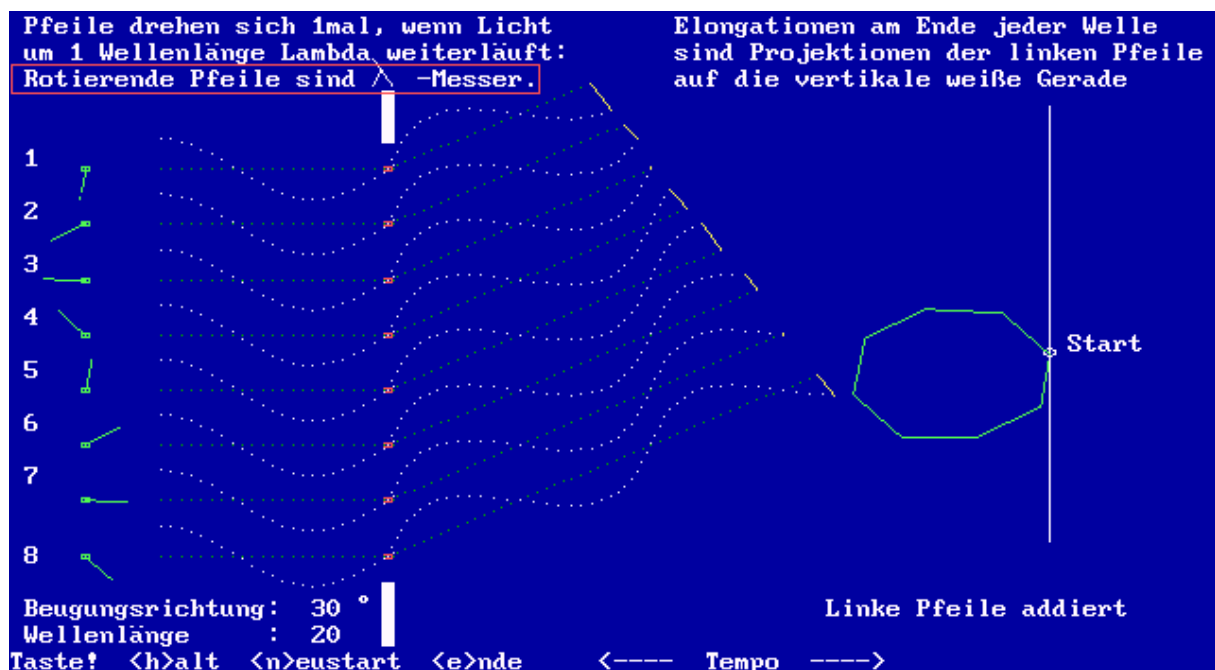 Pfeile drehen sich 1mal, wenn Licht
um 1 Wellenlänge Lambda weiterläuft:
Rotierende Pfeile sind λ -Messer.
Elongationen am Ende jeder Welle
sind Projektionen der linken Pfeile
auf die vertikale weiße Gerade
1
2
3
4
5
6
7
8
Start
Beugungsrichtung: 30 °
Wellenlänge : 20
Linke Pfeile addiert
Taste! <h>alt <n>eustart <e>nde <---- Tempo ---->